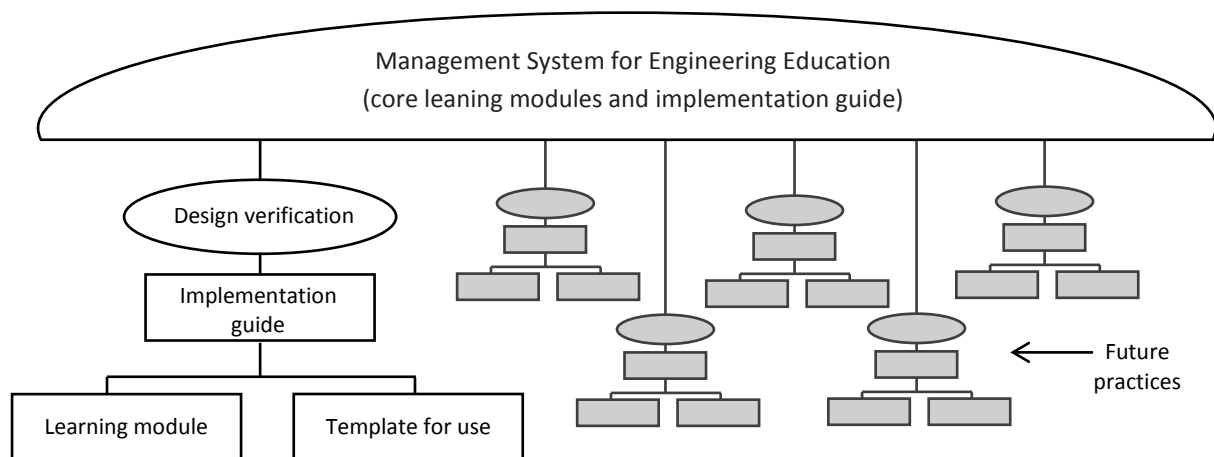 Management System for Engineering Education
(core leaning modules and implementation guide)
Design verification
Implementation
guide
Learning module
Template for use
Future
practices